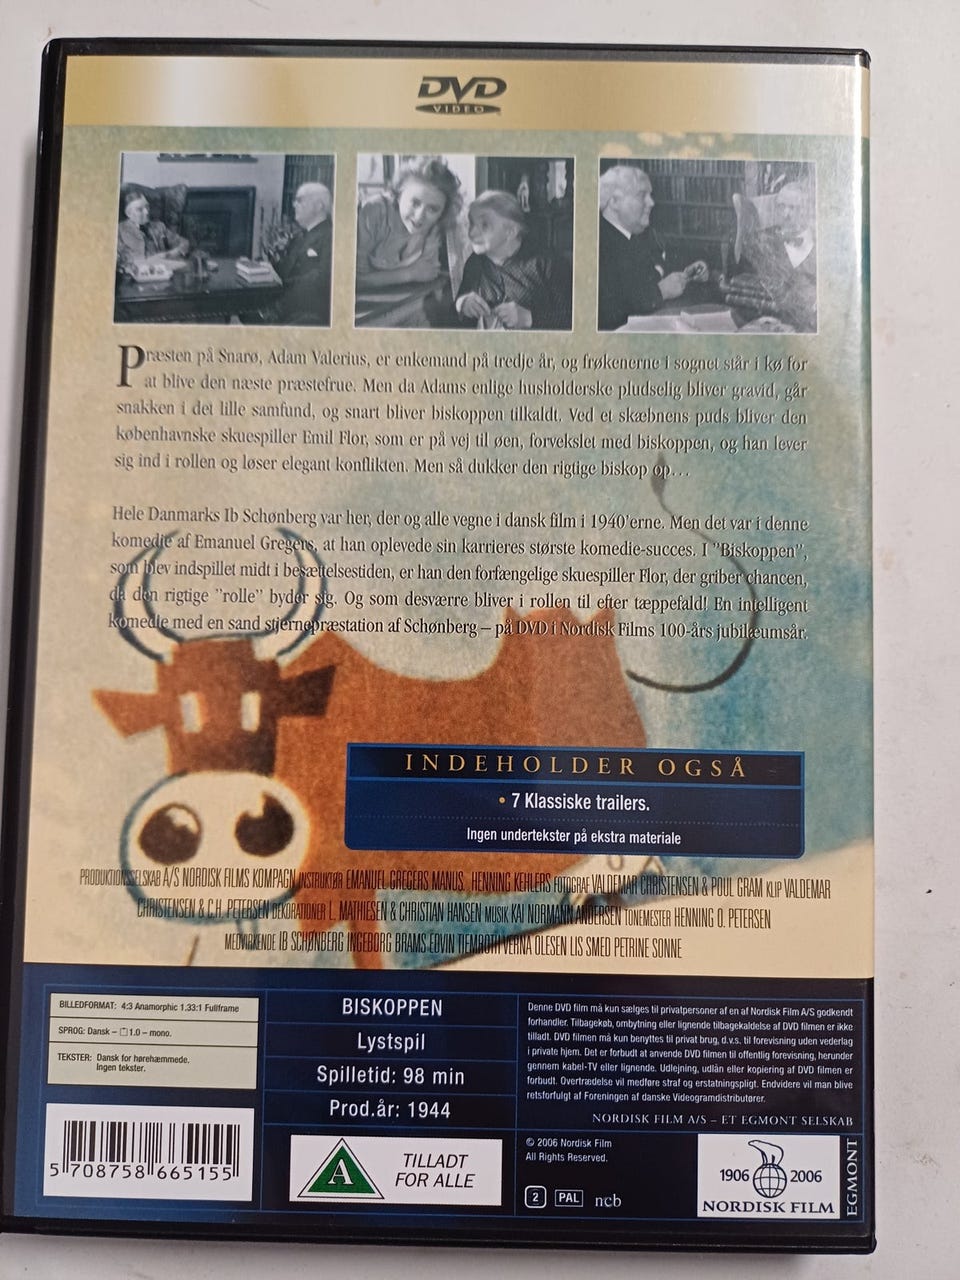 DVD
VIDEO
Præsten på Snarø, Adam Valerius, er enkemand på tredje år, og frøkenerne i sognet står i kø for
at blive den næste præstefrue. Men da Adams enlige husholderske pludselig bliver gravid, går
snakken i det lille samfund, og snart bliver biskoppen tilkaldt. Ved et skæbnens puds bliver den
københavnske skuespiller Emil Flor, som er på vej til øen, forvekslet med biskoppen, og han lever
sig ind i rollen og løser elegant konflikten. Men så dukker den rigtige biskop op…
Hele Danmarks Ib Schønberg var her, der og alle vegne i dansk film i 1940'erne. Men det var i denne
komedie af Emanuel Gregers, at han oplevede sin karrieres største komedie-succes. I "Biskoppen",
som blev indspillet midt i besættelsestiden, er han den forfængelige skuespiller Flor, der griber chancen,
da den rigtige "rolle" byder sig. Og som desværre bliver i rollen til efter tæppefald! En intelligent
komedie med en sand stjernepræstation af Schønberg – på DVD i Nordisk Films 100-års jubilæumsår.
INDEHOLDER OGSÅ
• 7 Klassiske trailers.
Ingen undertekster på ekstra materiale
PRODUKTIONSSELSKAB A/S NORDISK FILMS KOMPAGNI INSTRUKTØR EMANUEL GREGERS MANUS. HENNING KEHLERS FOTOGRAF VALDEMAR CHRISTENSEN & POUL GRAM KLIP VALDEMAR
CHRISTENSEN & C.H. PETERSEN DEKORATIONER L. MATHIESEN & CHRISTIAN HANSEN MUSIK KAI NORMANN ANDERSEN TONEMESTER HENNING O. PETERSEN
MEDVIRKENDE IB SCHØNBERG INGEBORG BRAMS EDVIN TIEMROTH VERNA OLESEN LIS SMED PETRINE SONNE
BILLEDFORMAT: 4:3 Anamorphic 1.33:1 Fullframe
SPROG: Dansk – 1.0 – mono.
TEKSTER: Dansk for hørehæmmede.
Ingen tekster.
5 708758 665155
BISKOPPEN
Lystspil
Spilletid: 98 min
Prod.år: 1944
A
TILLADT
FOR ALLE
Denne DVD film må kun sælges til privatpersoner af en af Nordisk Film A/S godkendt
forhandler. Tilbagekøb, ombytning eller lignende tilbagekaldelse af DVD filmen er ikke
tilladt. DVD filmen må kun benyttes til privat brug, d.v.s. til forevisning uden vederlag
i private hjem. Det er forbudt at anvende DVD filmen til offentlig forevisning, herunder
gennem kabel-TV eller lignende. Udlejning, udlån eller kopiering af DVD filmen er
forbudt. Overtrædelse vil medføre straf og erstatningspligt. Endvidere vil man blive
retsforfulgt af Foreningen af danske Videogramdistributører.
NORDISK FILM A/S – ET EGMONT SELSKAB
© 2006 Nordisk Film
All Rights Reserved.
2 PAL ncb
1906 2006
NORDISK FILM
EGMONT